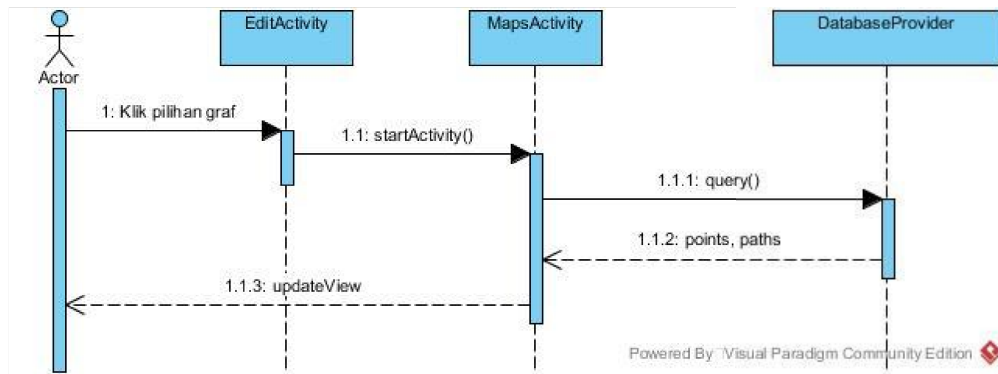 EditActivity
MapsActivity
DatabaseProvider
Actor
1: Klik pilihan graf
1.1: startActivity()
1.1.1: query()
1.1.2: points, paths
1.1.3: updateView
Powered By Visual Paradigm Community Edition